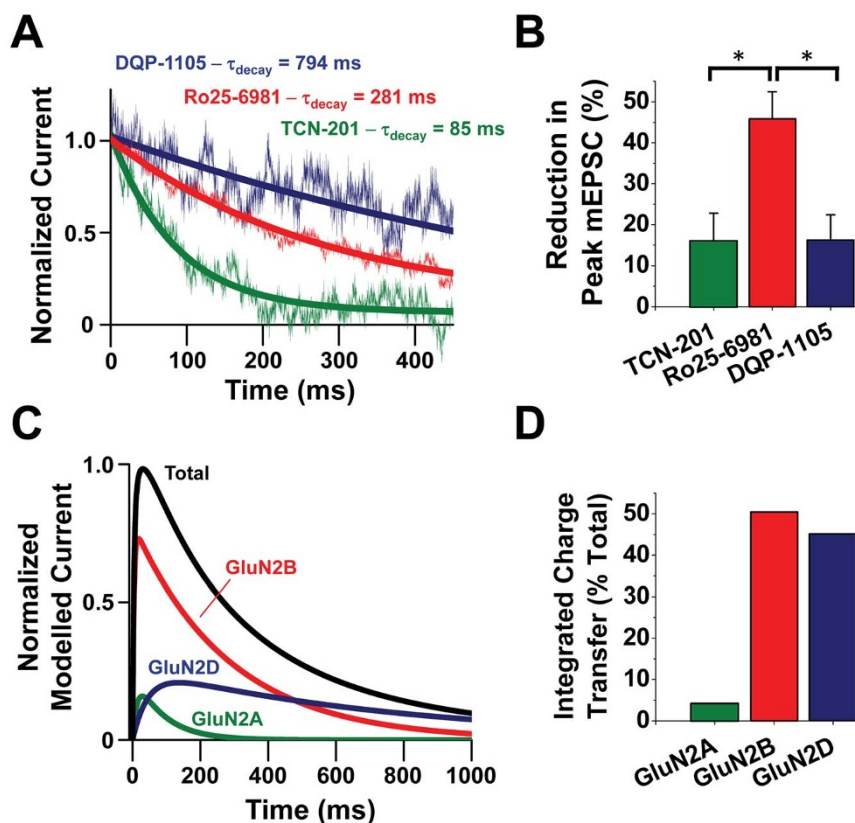 A
DQP-1105 – τdecay = 794 ms
Ro25-6981 – τdecay = 281 ms
TCN-201 – τdecay = 85 ms
Normalized Current
1.0
0.5
0
0
100
200
300
400
Time (ms)
B
Reduction in
Peak mEPSC (%)
50
40
30
20
10
0
*
*
TCN-201
Ro25-6981
DQP-1105
C
Normalized
Modelled Current
1.0
0.5
0
Total
GluN2B
GluN2D
GluN2A
0
200
400
600
800
1000
Time (ms)
D
Integrated Charge
Transfer (% Total)
50
40
30
20
10
0
GluN2A
GluN2B
GluN2D